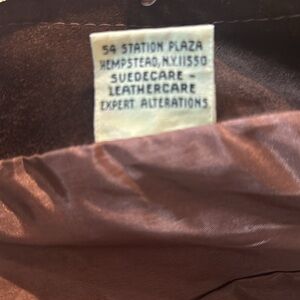 54 STATION PLAZA
HEMPSTEAD, N.Y. 11550
SUEDECARE -
LEATHERCARE
EXPERT ALTERATIONS